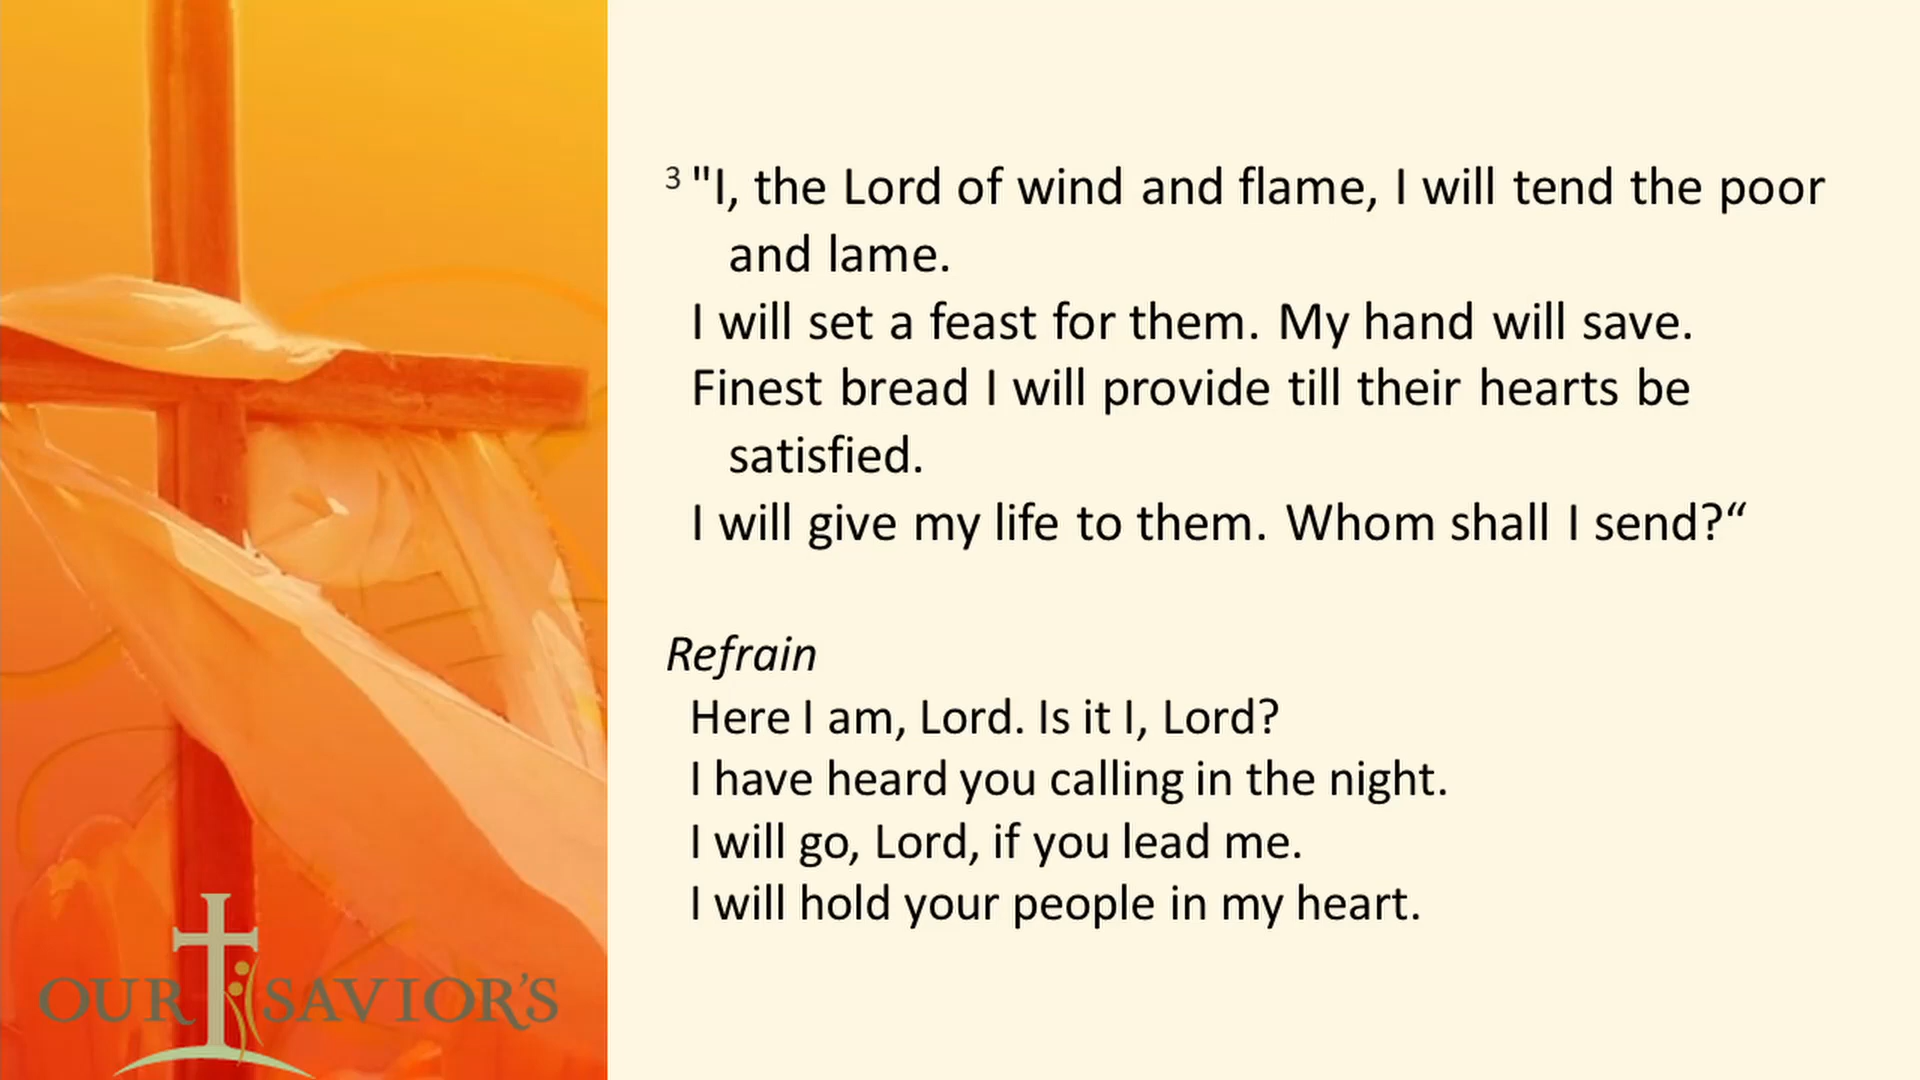 3 "I, the Lord of wind and flame, I will tend the poor
and lame.
I will set a feast for them. My hand will save.
Finest bread I will provide till their hearts be
satisfied.
I will give my life to them. Whom shall I send?“
Refrain
Here I am, Lord. Is it I, Lord?
I have heard you calling in the night.
I will go, Lord, if you lead me.
I will hold your people in my heart.
OUR SAVIOR'S